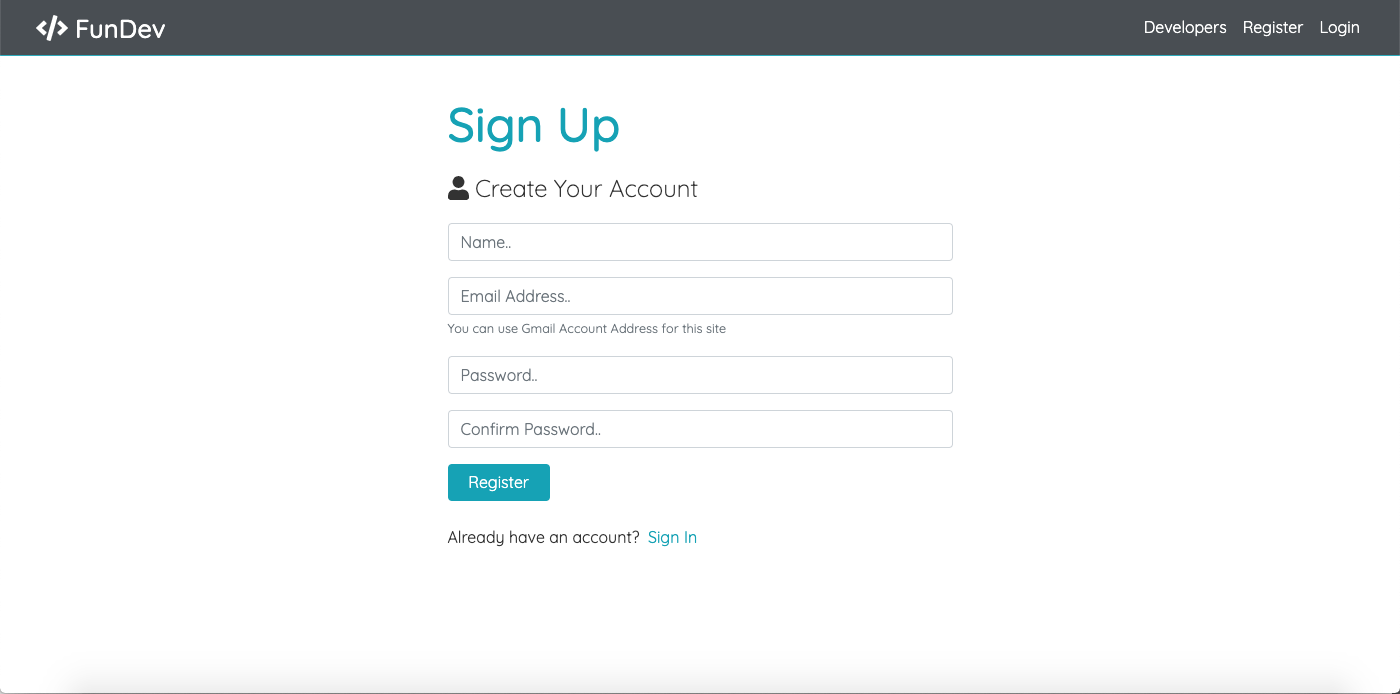 FunDev
Developers Register Login
Sign Up
Create Your Account
Name..
Email Address..
You can use Gmail Account Address for this site
Password..
Confirm Password..
Register
Already have an account? Sign In